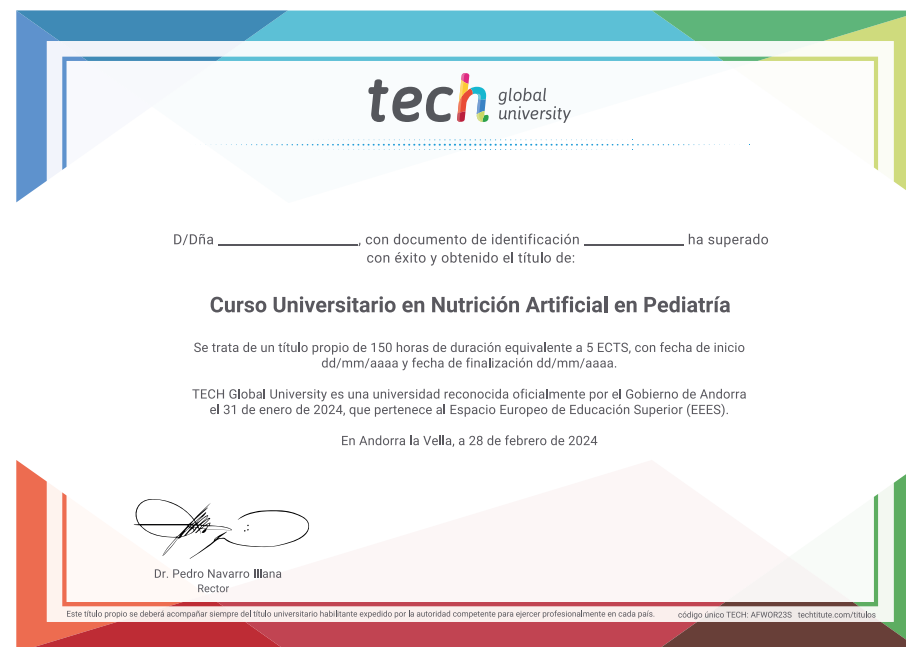 tech global university
D/Dña ____________, con documento de identificación ____________ ha superado
con éxito y obtenido el título de:
Curso Universitario en Nutrición Artificial en Pediatría
Se trata de un título propio de 150 horas de duración equivalente a 5 ECTS, con fecha de inicio
dd/mm/aaaa y fecha de finalización dd/mm/aaaa.
TECH Global University es una universidad reconocida oficialmente por el Gobierno de Andorra
el 31 de enero de 2024, que pertenece al Espacio Europeo de Educación Superior (EEES).
En Andorra la Vella, a 28 de febrero de 2024
Dr. Pedro Navarro Illana
Rector
Este título propio se deberá acompañar siempre del título universitario habilitante expedido por la autoridad competente para ejercer profesionalmente en cada país. código único TECH: AFWOR23S techtitute.com/titulos